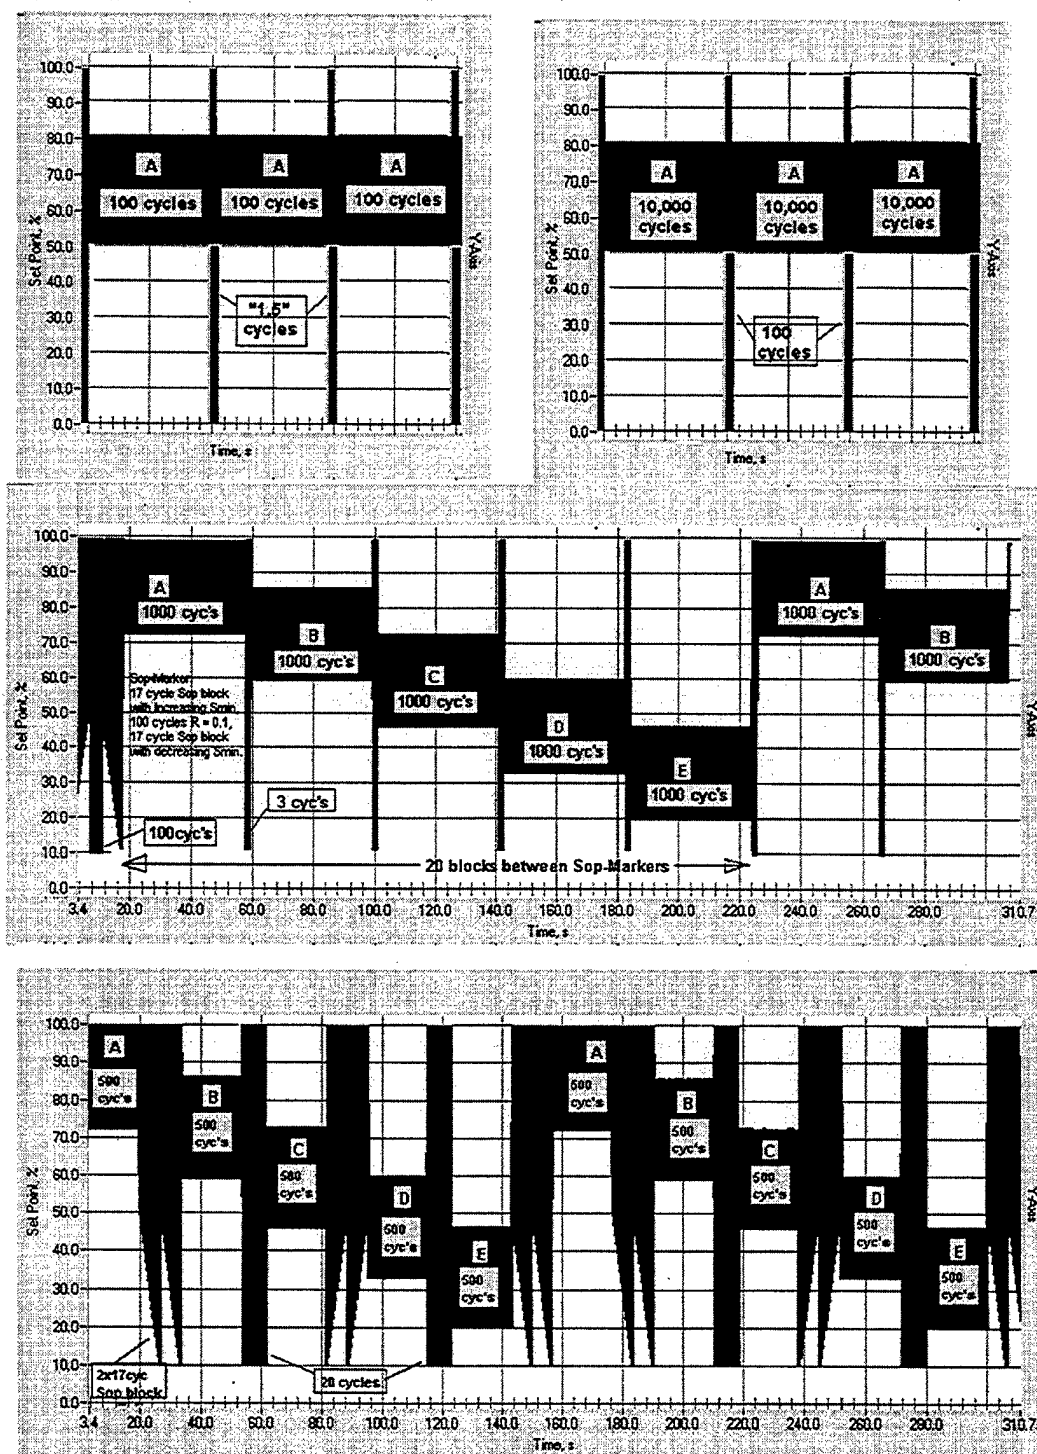 100.0
90.0
80.0
70.0
60.0
50.0
40.0
30.0
20.0
10.0
0.0
Set Point, %
A
100 cycles
A
100 cycles
A
100 cycles
"1.5"
cycles
Time, s
Y Axis
100.0
90.0
80.0
70.0
60.0
50.0
40.0
30.0
20.0
10.0
0.0
Set Point, %
A
10,000
cycles
A
10,000
cycles
A
10,000
cycles
100
cycles
Time, s
Y Axis
100.0
90.0
80.0
70.0
60.0
50.0
40.0
30.0
20.0
10.0
0.0
Set Point, %
A
1000 cyc's
B
1000 cyc's
C
1000 cyc's
D
1000 cyc's
E
1000 cyc's
A
1000 cyc's
B
1000 cyc's
Sop-Marker
17 cycle Sop block
with increasing Smin.
100 cycles R = 0.1,
17 cycle Sop block
with decreasing Smin.
3 cyc's
100cyc's
20 blocks between Sop-Markers
3.4 20.0 40.0 60.0 80.0 100.0 120.0 140.0 160.0 180.0 200.0 220.0 240.0 260.0 280.0 310.7
Time, s
Y Axis
100.0
90.0
80.0
70.0
60.0
50.0
40.0
30.0
20.0
10.0
0.0
Set Point, %
A
500
cyc's
B
500
cyc's
C
500
cyc's
D
500
cyc's
E
500
cyc's
A
500
cyc's
B
500
cyc's
C
500
cyc's
D
500
cyc's
E
500
cyc's
2x17cyc
Sop block
20 cycles
3.4 20.0 40.0 60.0 80.0 100.0 120.0 140.0 160.0 180.0 200.0 220.0 240.0 260.0 280.0 310.7
Time, s
Y Axis